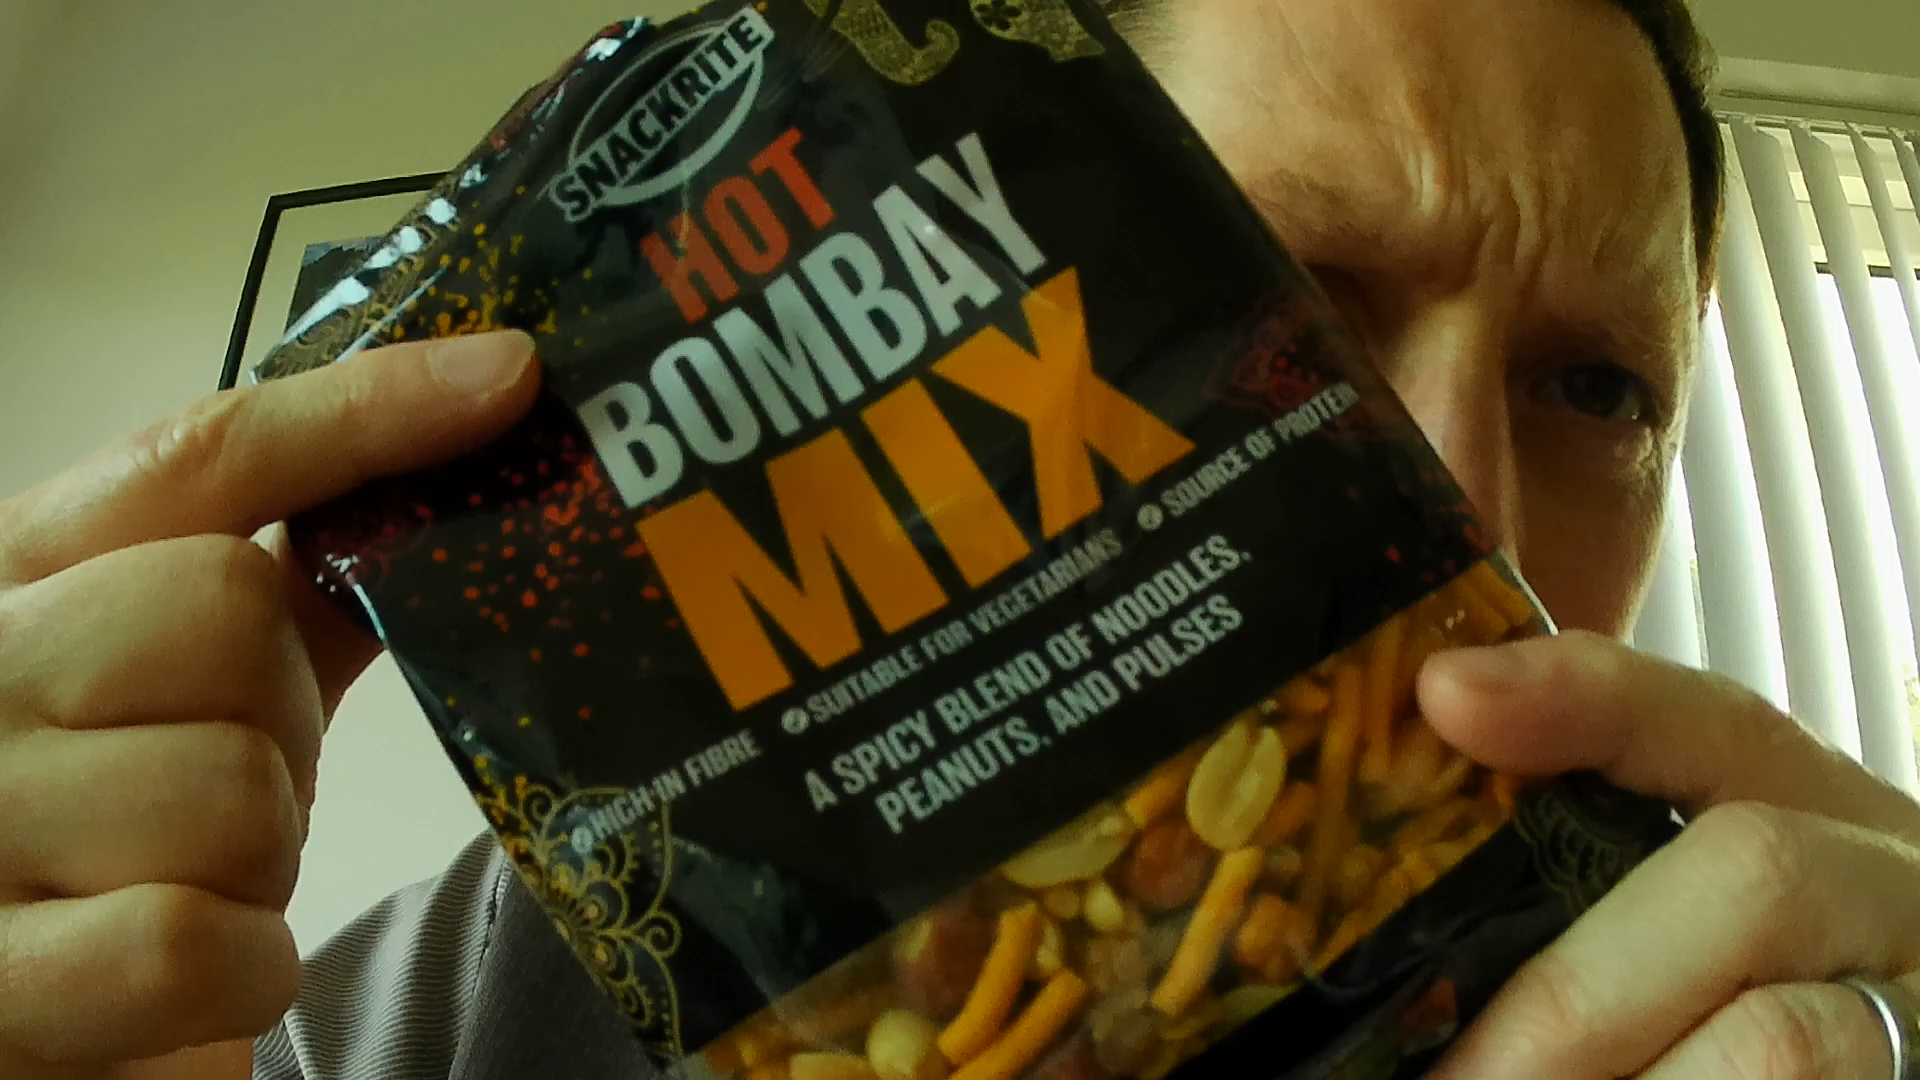 SNACKRITE
HOT
BOMBAY
MIX
HIGH IN FIBRE SUITABLE FOR VEGETARIANS SOURCE OF PROTEIN
A SPICY BLEND OF NOODLES,
PEANUTS, AND PULSES